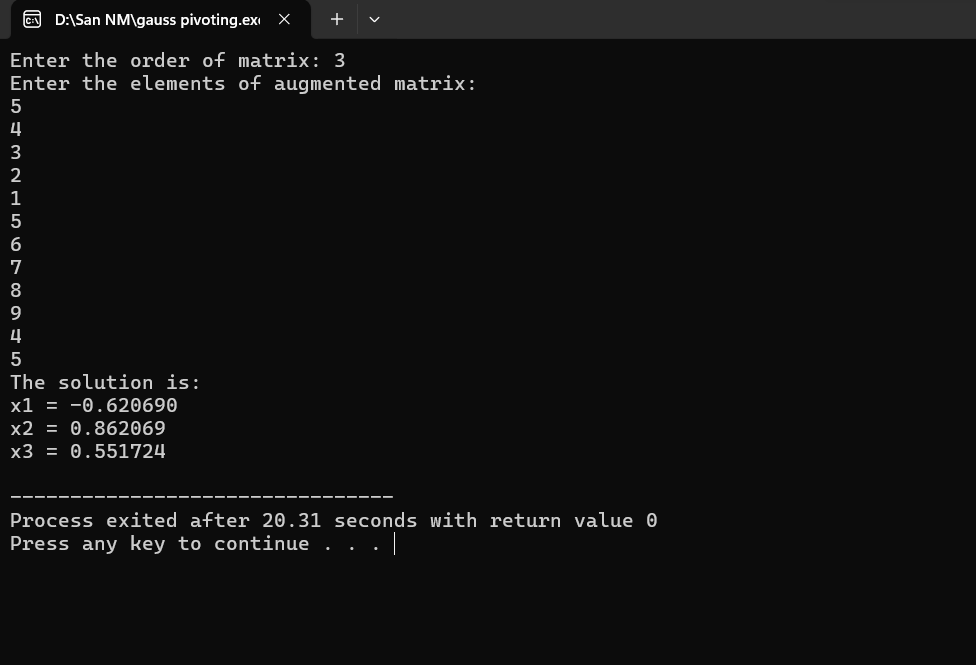 D:\San NM\gauss pivoting.exe
Enter the order of matrix: 3
Enter the elements of augmented matrix:
5
4
3
2
1
5
6
7
8
9
4
5
The solution is:
x1 = -0.620690
x2 = 0.862069
x3 = 0.551724
--------------------------------
Process exited after 20.31 seconds with return value 0
Press any key to continue . . .